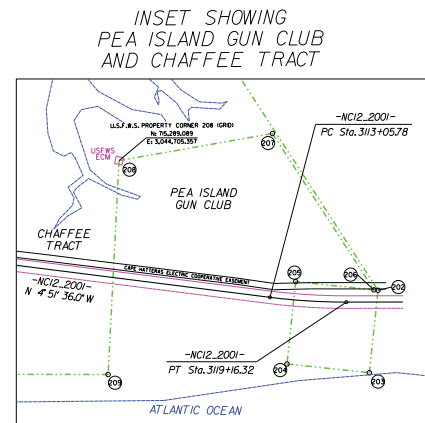 INSET SHOWING
PEA ISLAND GUN CLUB
AND CHAFFEE TRACT
-NC12_2001-
PC Sta.3113+05.78
U.S.F.W.S. PROPERTY CORNER 208 (GRID)
N: 715,289.089
E: 3,044,705.357
USFWS
ECM
208
207
PEA ISLAND
GUN CLUB
CHAFFEE
TRACT
CAPE HATTERAS ELECTRIC COOPERATIVE EASEMENT
205
206
202
-NC12_2001-
N 4° 51' 36.0" W
-NC12_2001-
PT Sta.3119+16.32
204
203
209
ATLANTIC OCEAN